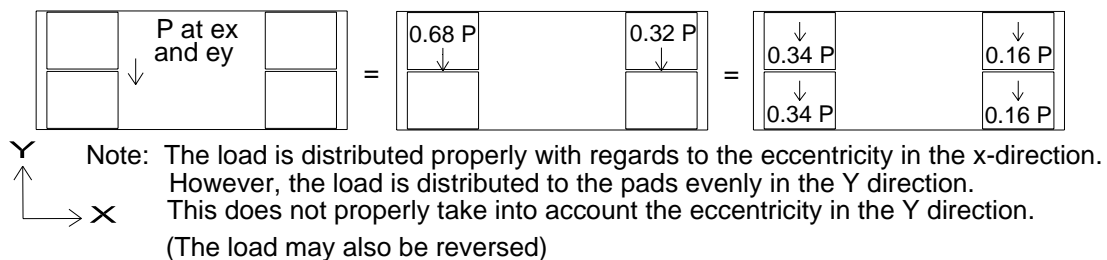 P at ex
and ey
=
0.68 P
0.32 P
=
0.34 P
0.16 P
0.34 P
0.16 P
Y
X
Note: The load is distributed properly with regards to the eccentricity in the x-direction.
However, the load is distributed to the pads evenly in the Y direction.
This does not properly take into account the eccentricity in the Y direction.
(The load may also be reversed)